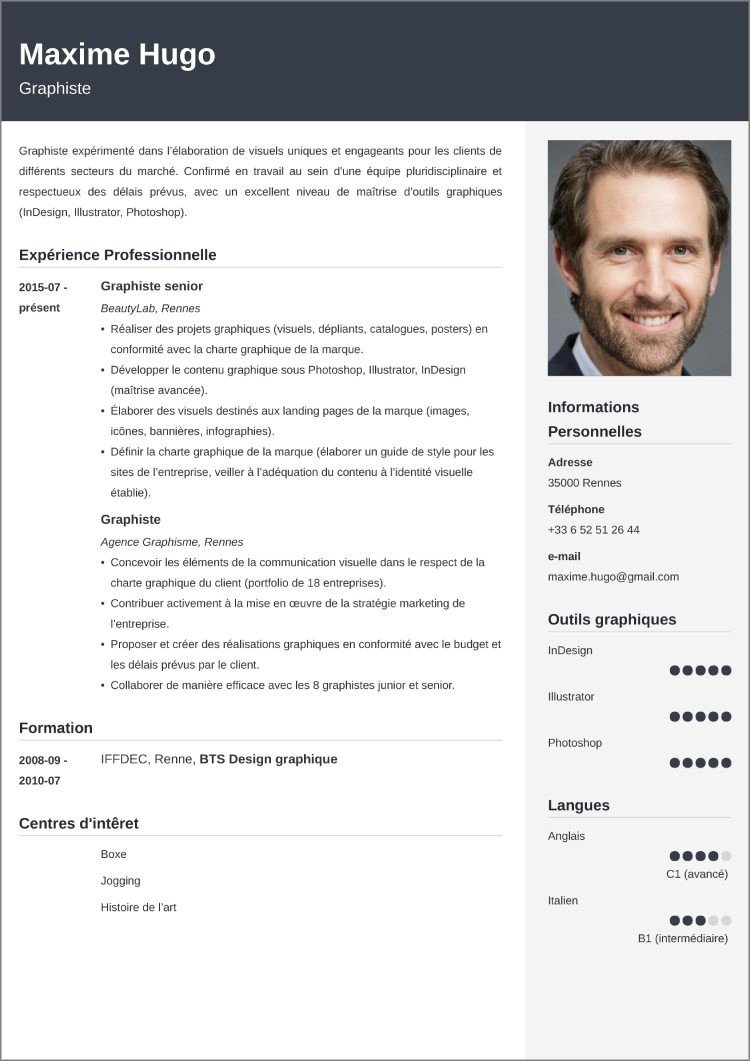 Maxime Hugo
Graphiste
Graphiste expérimenté dans l’élaboration de visuels uniques et engageants pour les clients de
différents secteurs du marché. Confirmé en travail au sein d’une équipe pluridisciplinaire et
respectueux des délais prévus, avec un excellent niveau de maîtrise d’outils graphiques
(InDesign, Illustrator, Photoshop).
Expérience Professionnelle
2015-07 -
présent
Graphiste senior
BeautyLab, Rennes
• Réaliser des projets graphiques (visuels, dépliants, catalogues, posters) en
conformité avec la charte graphique de la marque.
• Développer le contenu graphique sous Photoshop, Illustrator, InDesign
(maîtrise avancée).
• Élaborer des visuels destinés aux landing pages de la marque (images,
icônes, bannières, infographies).
• Définir la charte graphique de la marque (élaborer un guide de style pour les
sites de l’entreprise, veiller à l’adéquation du contenu à l’identité visuelle
établie).
Graphiste
Agence Graphisme, Rennes
• Concevoir les éléments de la communication visuelle dans le respect de la
charte graphique du client (portfolio de 18 entreprises).
• Contribuer activement à la mise en œuvre de la stratégie marketing de
l’entreprise.
• Proposer et créer des réalisations graphiques en conformité avec le budget et
les délais prévus par le client.
• Collaborer de manière efficace avec les 8 graphistes junior et senior.
Formation
2008-09 -
2010-07
IFFDEC, Renne, BTS Design graphique
Centres d'intêret
Boxe
Jogging
Histoire de l’art
Informations
Personnelles
Adresse
35000 Rennes
Téléphone
+33 6 52 51 26 44
e-mail
maxime.hugo@gmail.com
Outils graphiques
InDesign
Illustrator
Photoshop
Langues
Anglais
C1 (avancé)
Italien
B1 (intermédiaire)